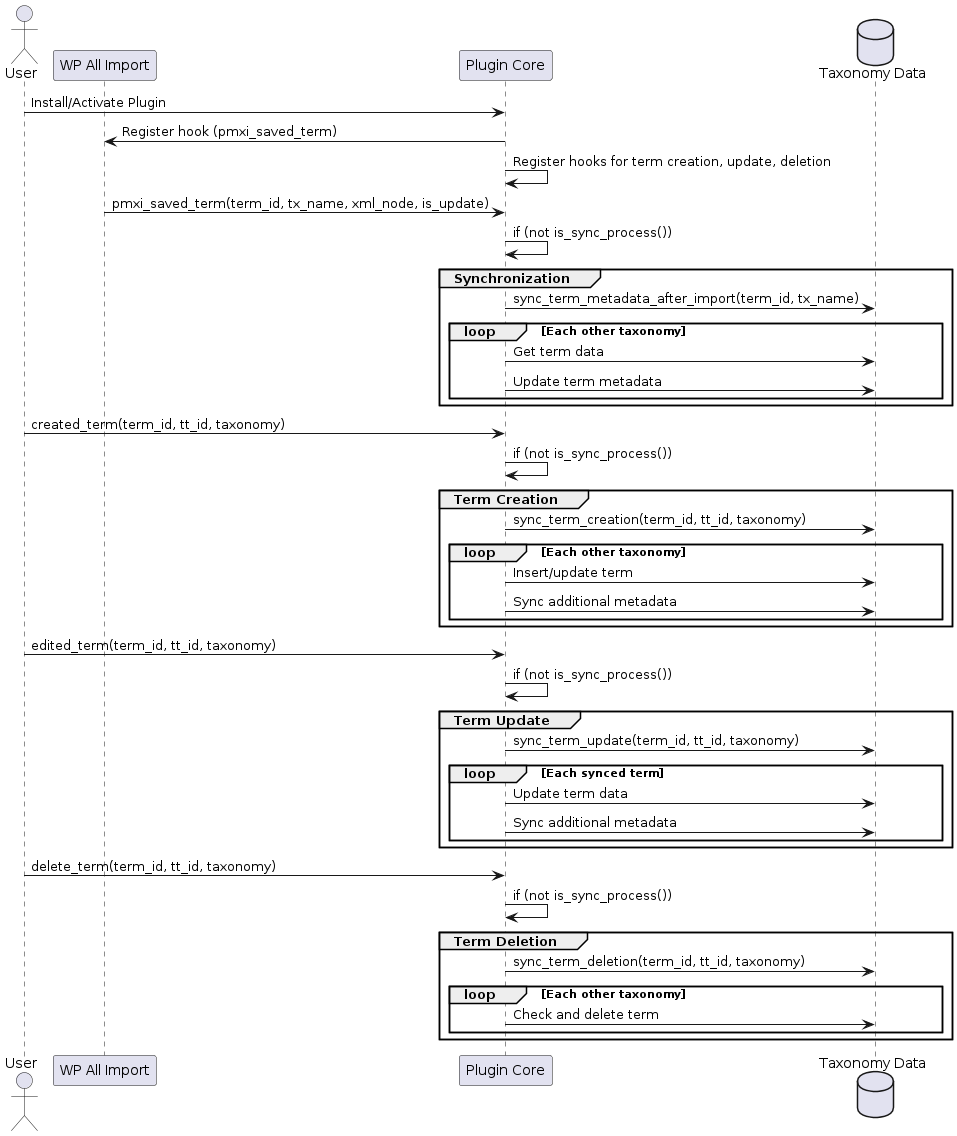 User
WP All Import
Plugin Core
Taxonomy Data
Install/Activate Plugin
Register hook (pmxi_saved_term)
Register hooks for term creation, update, deletion
pmxi_saved_term(term_id, tx_name, xml_node, is_update)
if (not is_sync_process())
Synchronization
sync_term_metadata_after_import(term_id, tx_name)
loop [Each other taxonomy]
Get term data
Update term metadata
created_term(term_id, tt_id, taxonomy)
if (not is_sync_process())
Term Creation
sync_term_creation(term_id, tt_id, taxonomy)
loop [Each other taxonomy]
Insert/update term
Sync additional metadata
edited_term(term_id, tt_id, taxonomy)
if (not is_sync_process())
Term Update
sync_term_update(term_id, tt_id, taxonomy)
loop [Each synced term]
Update term data
Sync additional metadata
delete_term(term_id, tt_id, taxonomy)
if (not is_sync_process())
Term Deletion
sync_term_deletion(term_id, tt_id, taxonomy)
loop [Each other taxonomy]
Check and delete term
User
WP All Import
Plugin Core
Taxonomy Data